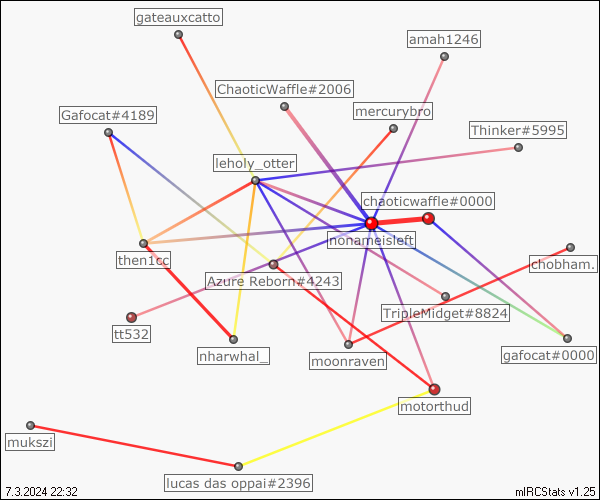 gateauxcatto
amah1246
ChaoticWaffle#2006
mercurybro
Gafocat#4189
Thinker#5995
leholy_otter
chaoticwaffle#0000
nonameisleft
then1cc
Azure Reborn#4243
chobham.
TripleMidget#8824
tt532
nharwhal_
moonraven
gafocat#0000
motorthud
mukszi
lucas das oppai#2396
7.3.2024 22:32
mIRCStats v1.25